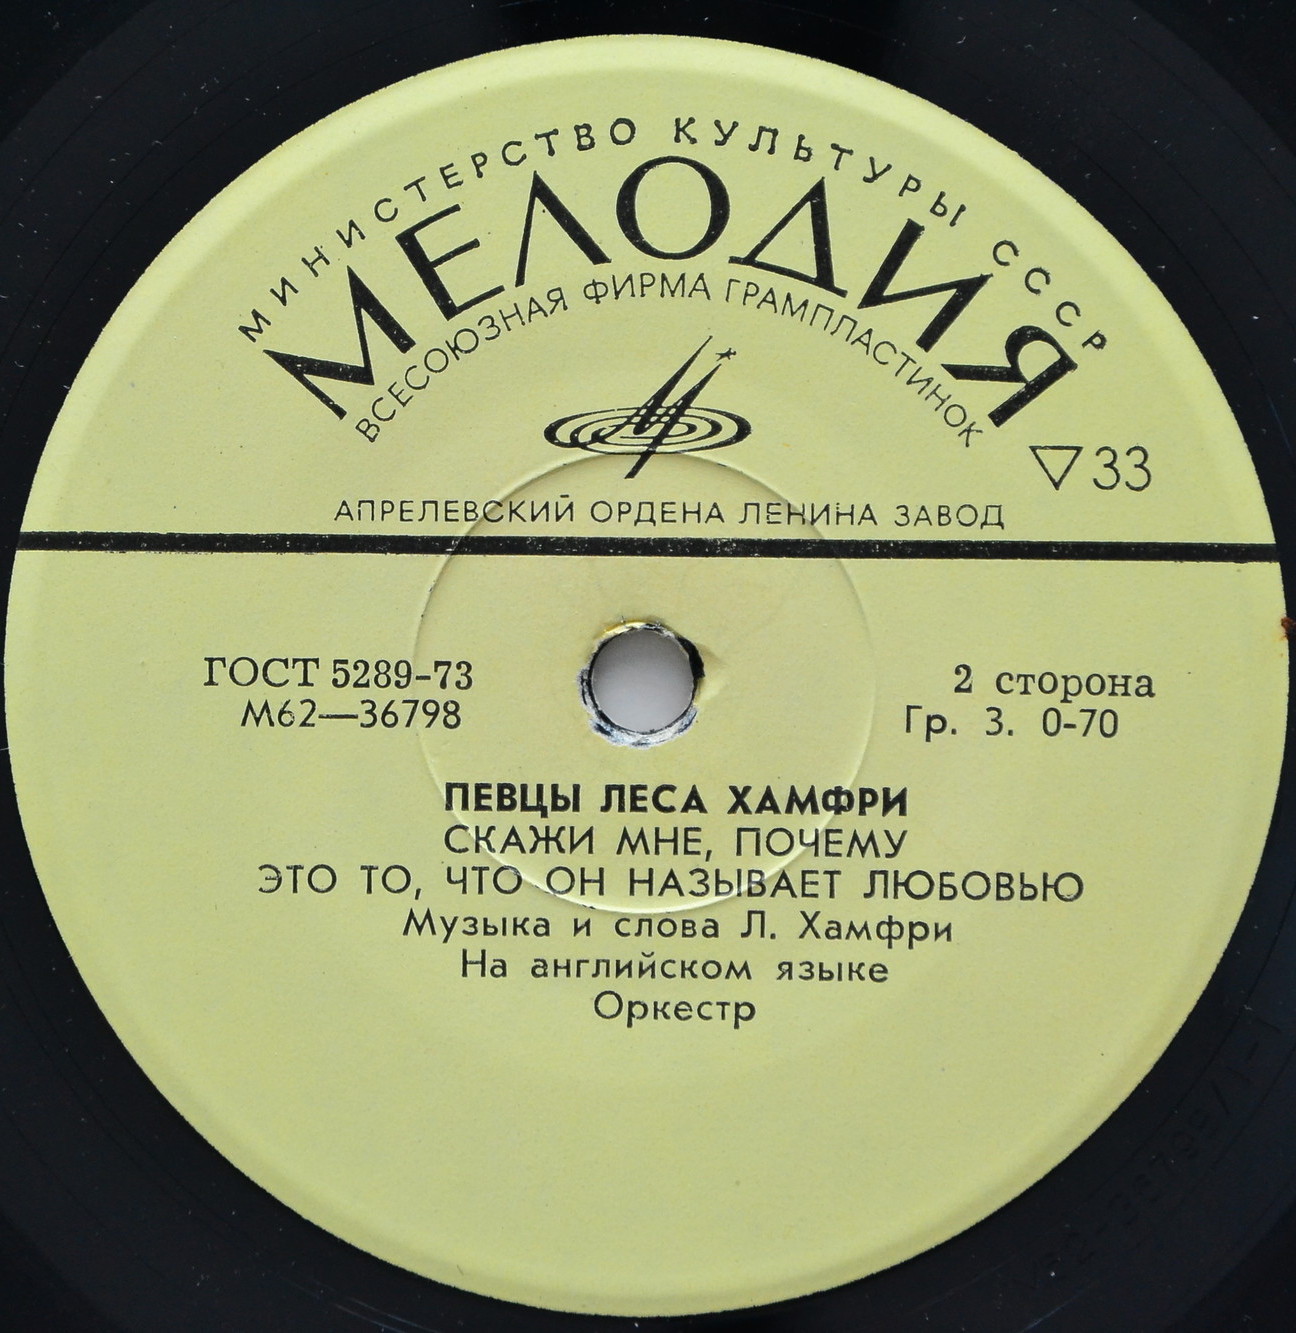 МИНИСТЕРСТВО КУЛЬТУРЫ СССР
МЕЛОДИЯ
ВСЕСОЮЗНАЯ ФИРМА ГРАМПЛАСТИНОК
33
АПРЕЛЕВСКИЙ ОРДЕНА ЛЕНИНА ЗАВОД
ГОСТ 5289-73
М62—36798
2 сторона
Гр. 3. 0-70
ПЕВЦЫ ЛЕСА ХАМФРИ
СКАЖИ МНЕ, ПОЧЕМУ
ЭТО ТО, ЧТО ОН НАЗЫВАЕТ ЛЮБОВЬЮ
Музыка и слова Л. Хамфри
На английском языке
Оркестр